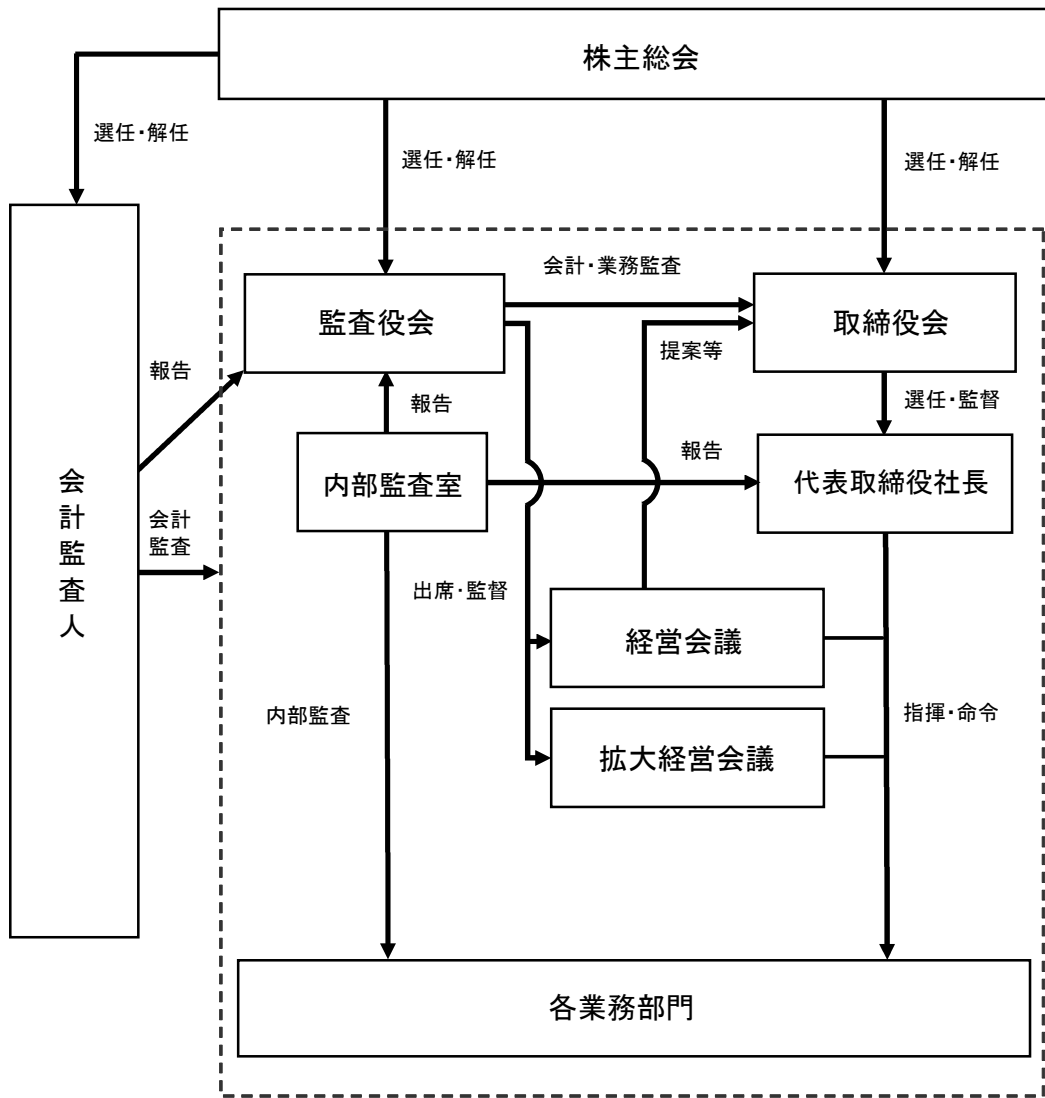 株主総会
選任・解任
選任・解任
選任・解任
会計・業務監査
監査役会
取締役会
提案等
報告
報告
選任・監督
内部監査室
報告
代表取締役社長
会計監査人
会計
監査
出席・監督
経営会議
内部監査
指揮・命令
拡大経営会議
各業務部門